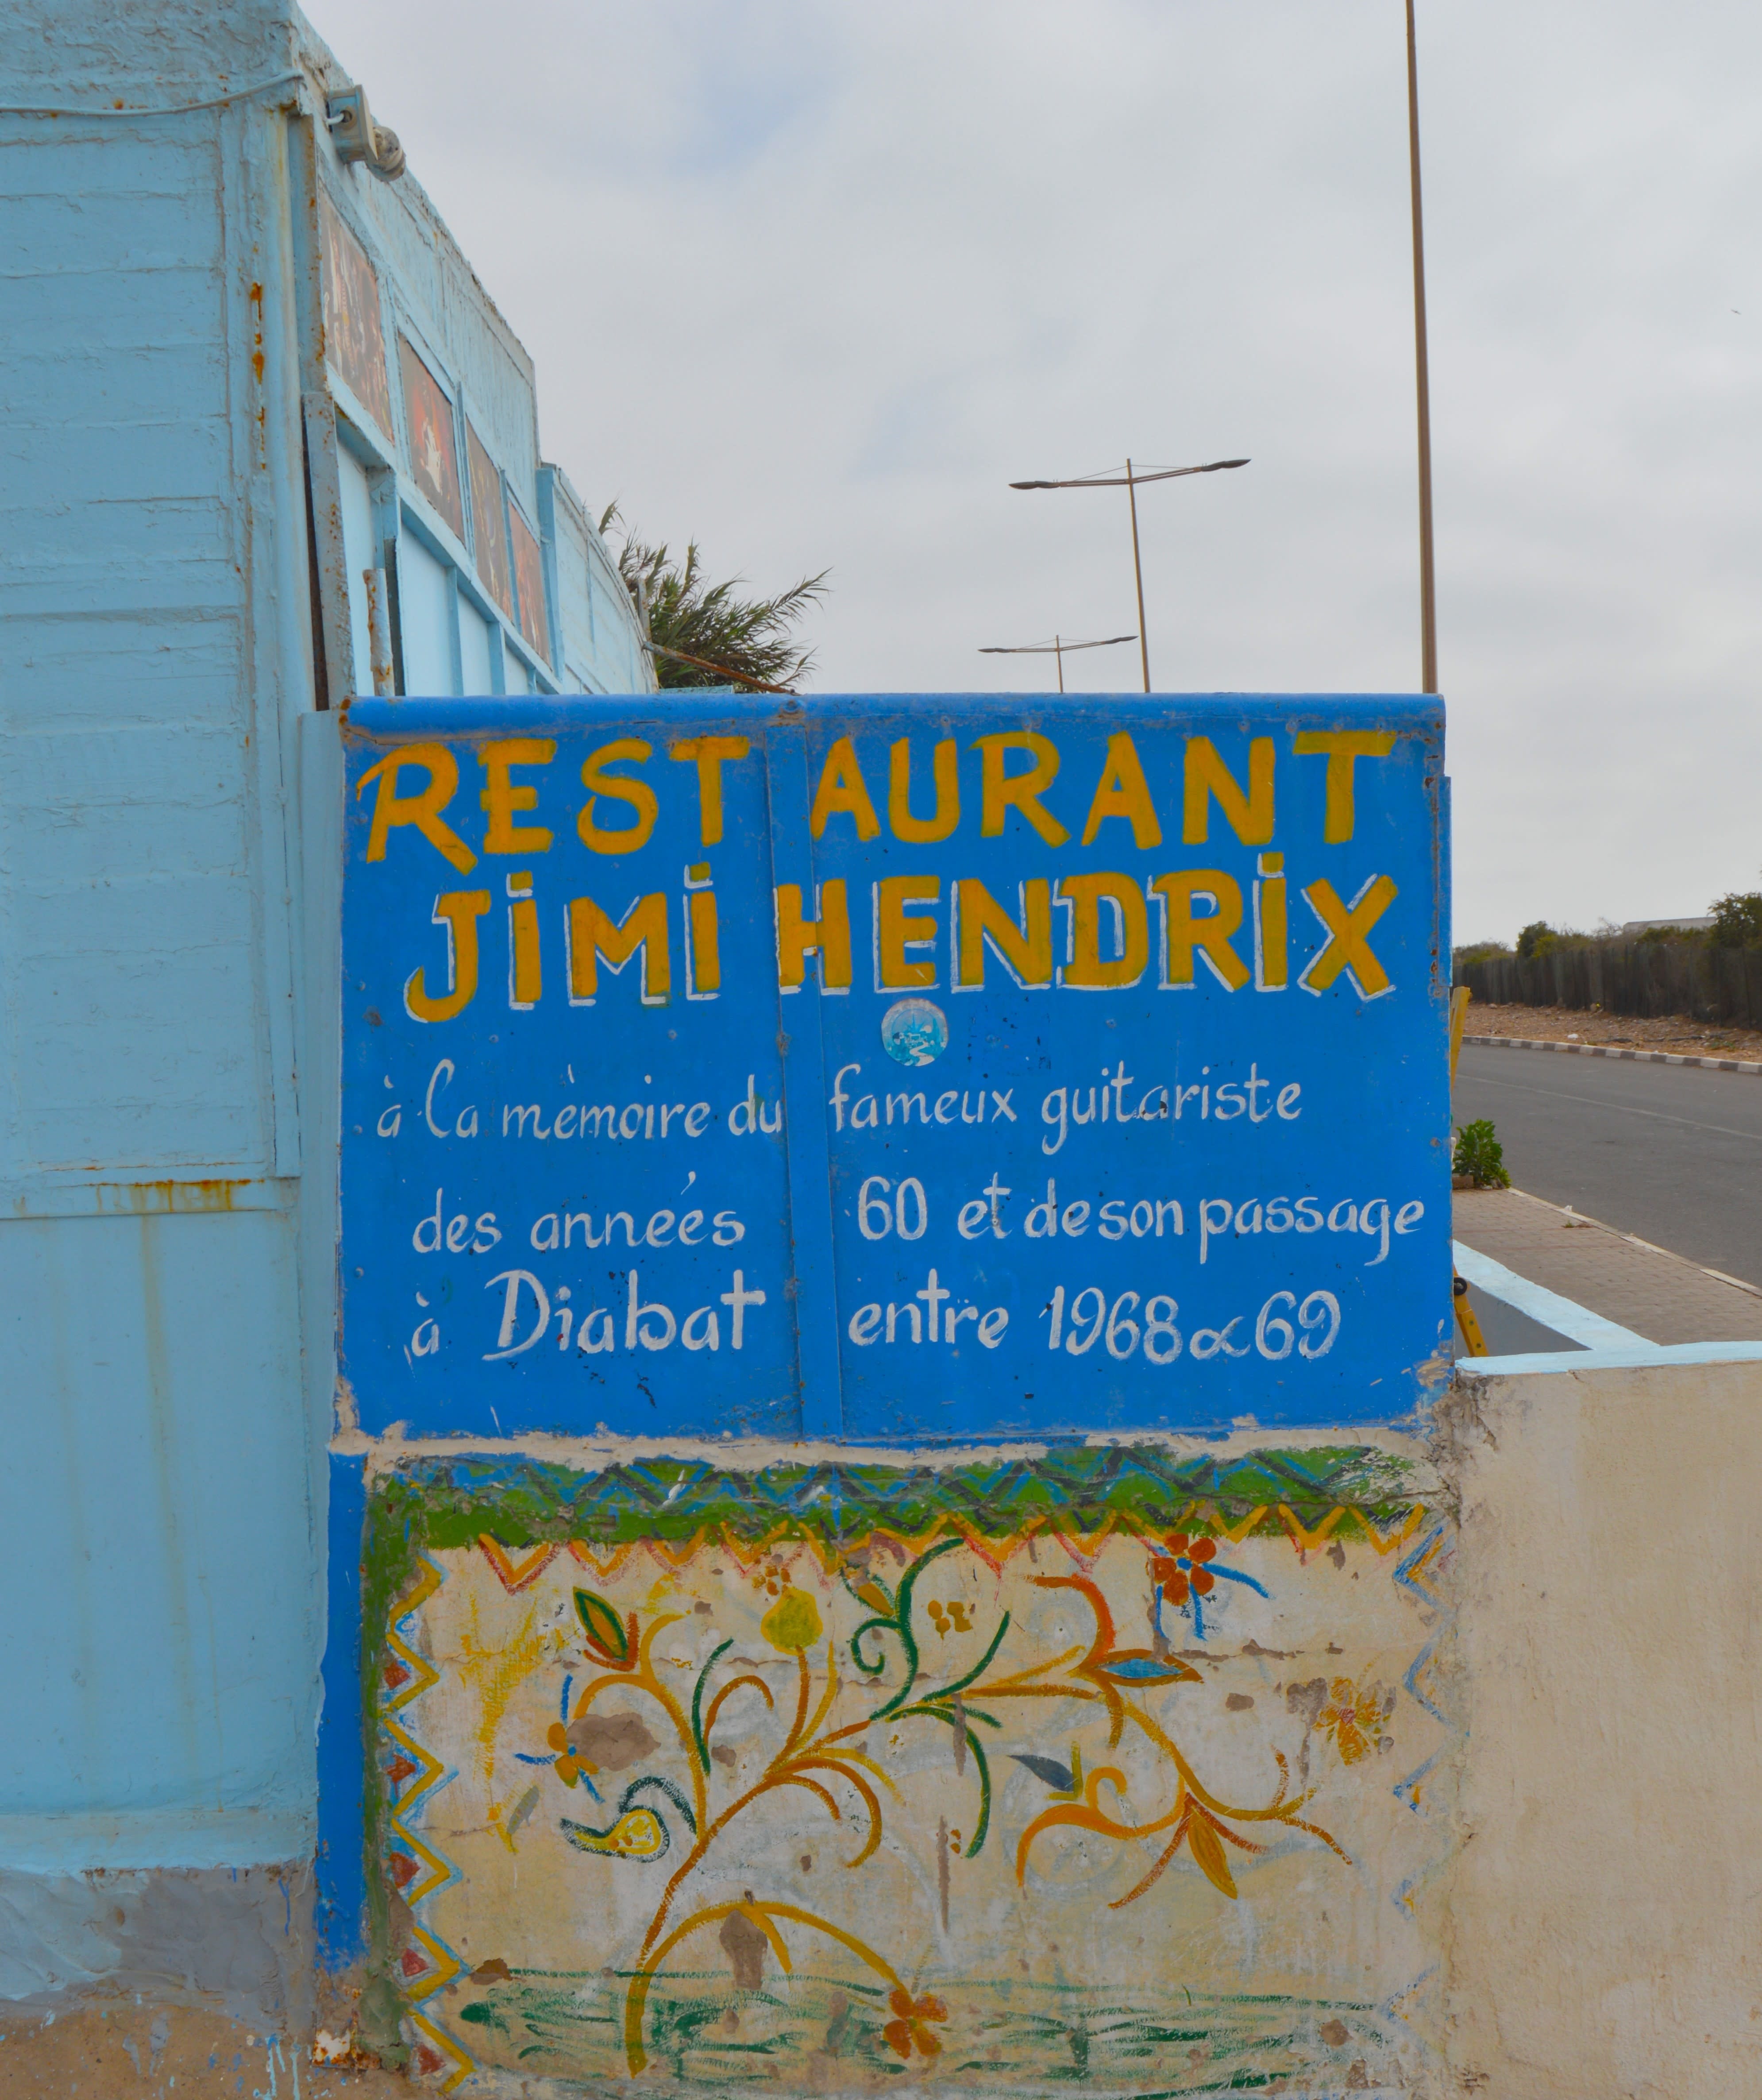 RESTAURANT
JiMi HENDRiX
à la mémoire du fameux guitariste
des années 60 et de son passage
à Diabat entre 1968 & 69